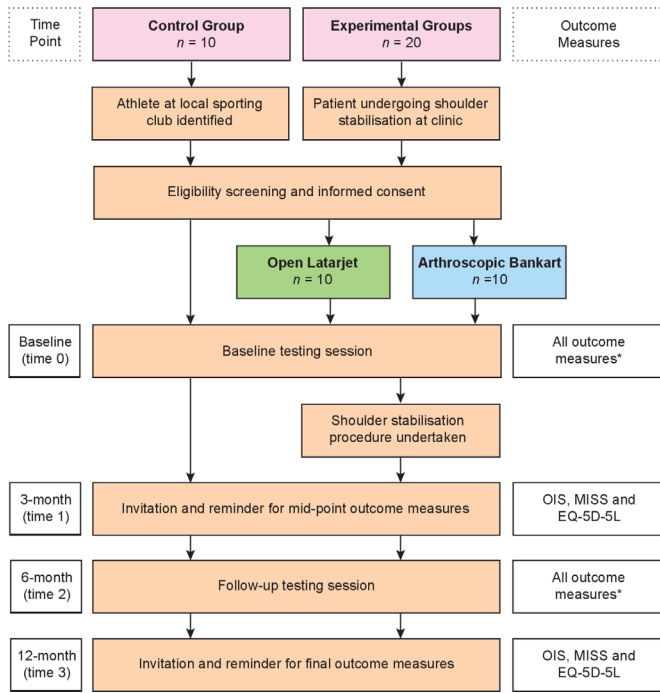 Time
Point
Control Group
n = 10
Experimental Groups
n = 20
Outcome
Measures
Athlete at local sporting
club identified
Patient undergoing shoulder
stabilisation at clinic
Eligibility screening and informed consent
Open Latarjet
n = 10
Arthroscopic Bankart
n =10
Baseline
(time 0)
Baseline testing session
All outcome
measures*
Shoulder stabilisation
procedure undertaken
3-month
(time 1)
Invitation and reminder for mid-point outcome measures
OIS, MISS and
EQ-5D-5L
6-month
(time 2)
Follow-up testing session
All outcome
measures*
12-month
(time 3)
Invitation and reminder for final outcome measures
OIS, MISS and
EQ-5D-5L